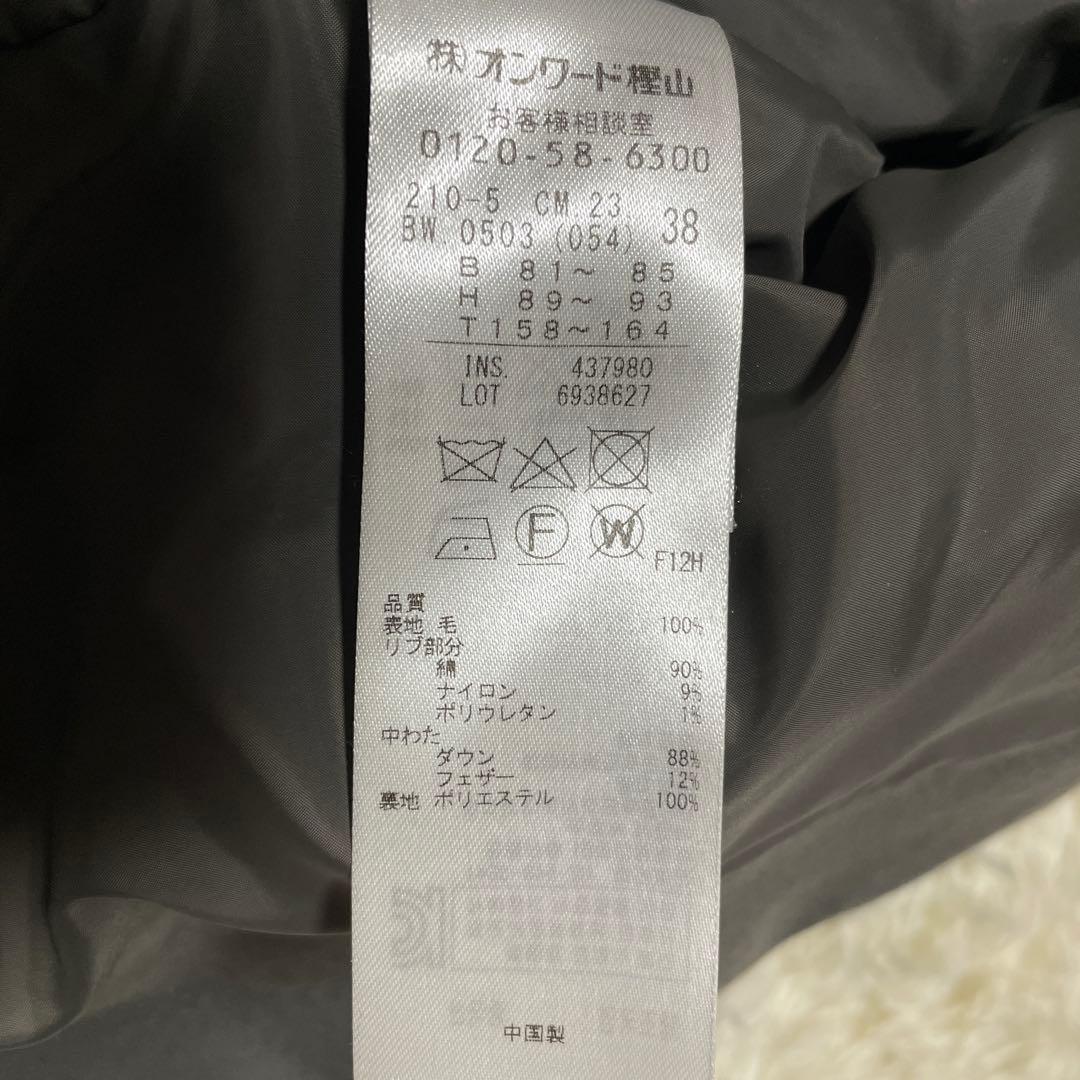 株オンワード樫山
お客様相談室
0120-58-6300
210-5 CM.23. 38
BW.0503 (054)
B 81～ 85
H 89～ 93
T158～164
INS. 437980
LOT 6938627
F
W
F12H
品質
表地 毛 100%
リブ部分
綿 90%
ナイロン 9%
ポリウレタン 1%
中わた
ダウン 88%
フェザー 12%
裏地 ポリエステル 100%
中国製